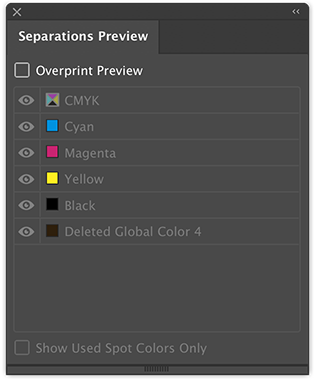 Separations Preview
Overprint Preview
CMYK
Cyan
Magenta
Yellow
Black
Deleted Global Color 4
Show Used Spot Colors Only